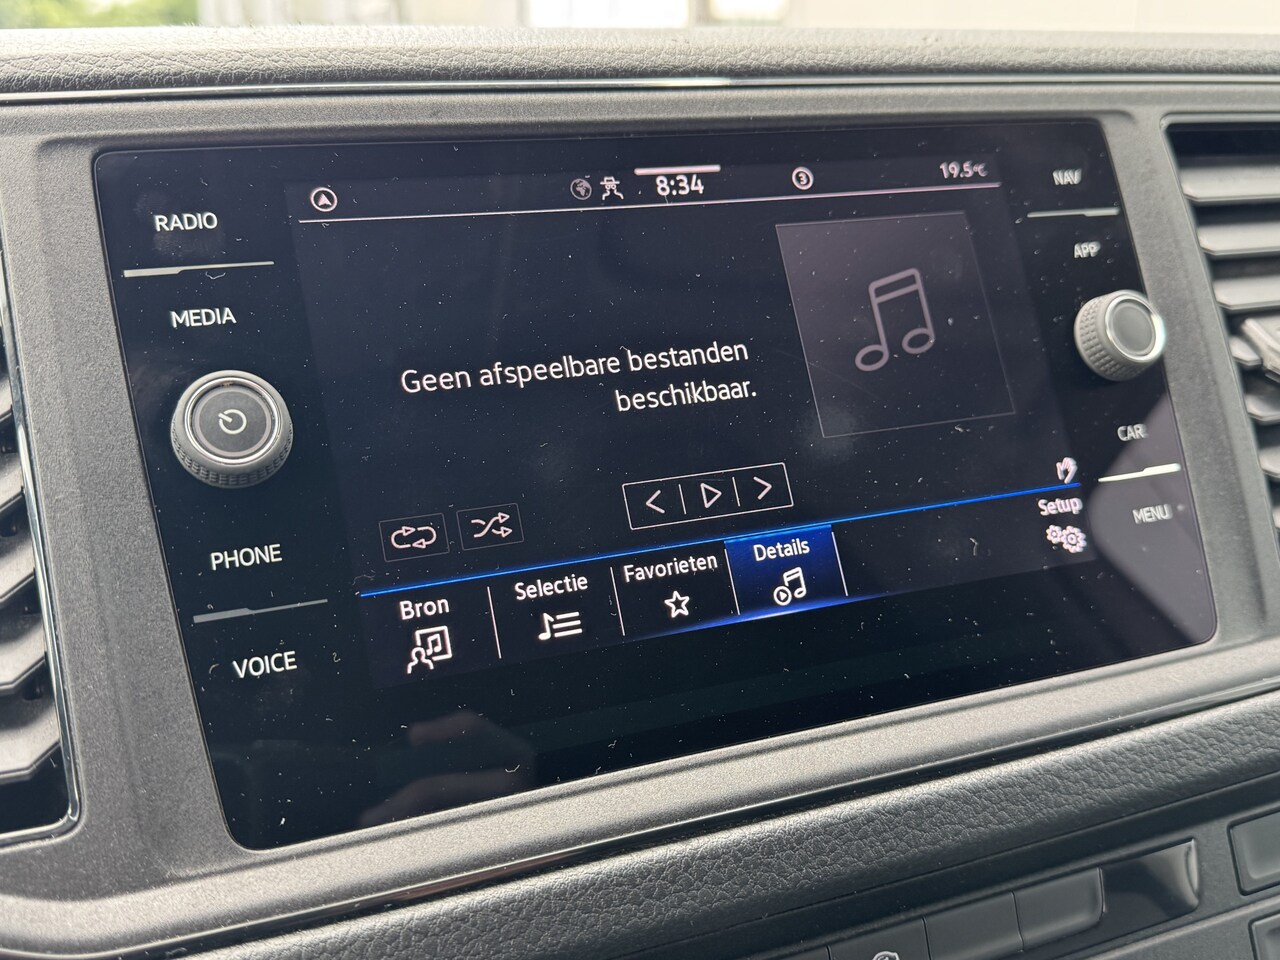 8:34
3
19.5°C
RADIO
MEDIA
PHONE
VOICE
Geen afspeelbare bestanden
beschikbaar.
Bron
Selectie
Favorieten
Details
Setup
NAV
APP
CAR
MENU